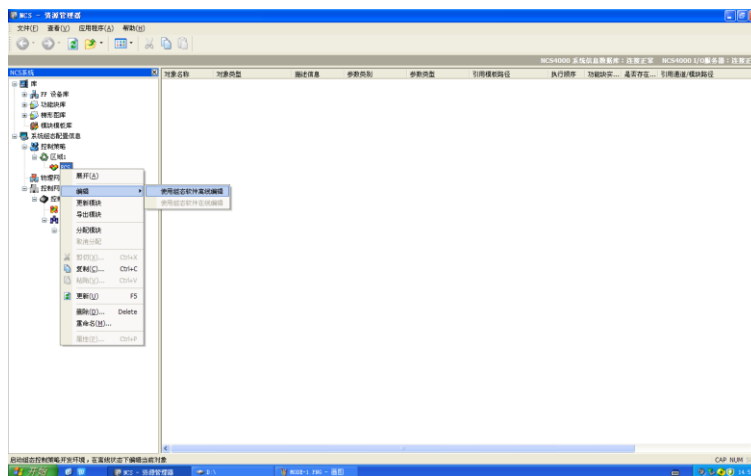 NCS - 资源管理器
文件(F) 查看(V) 应用程序(A) 帮助(H)
NCS4000 系统信息数据库：连接正常 NCS4000 I/O服务器：连接正
NCS系统
对象名称 对象类型 描述信息 参数类别 参数类型 引用模板路径 执行顺序 功能块实... 是否存在... 引用通道/模块路径
库
FF 设备库
功能块库
梯形图库
模块模板库
系统组态配置信息
控制策略
区域1
展开(A)
编辑
使用组态软件离线编辑
更新模块
使用组态软件在线编辑
导出模块
分配模块
取消分配
剪切(X)... Ctrl+X
复制(C)... Ctrl+C
粘贴(V)... Ctrl+V
更新(U) F5
删除(D)... Delete
重命名(M)...
属性(P)... Ctrl+P
物理网
控制网
启动组态控制策略开发环境，在离线状态下编辑当前对象
CAP NUM
开始
NCS - 资源管理器
D:\
- 画图